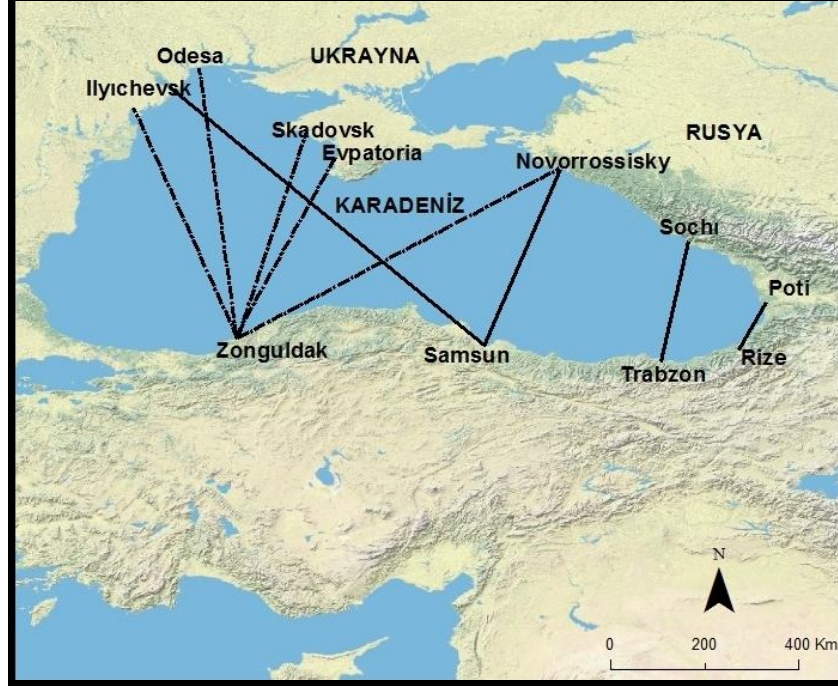 Odesa
UKRAYNA
Ilyıchevsk
Skadovsk
RUSYA
Evpatoria
Novorrossisky
KARADENİZ
Sochı
Poti
Zonguldak
Samsun
Rize
Trabzon
N
0 200 400 Km